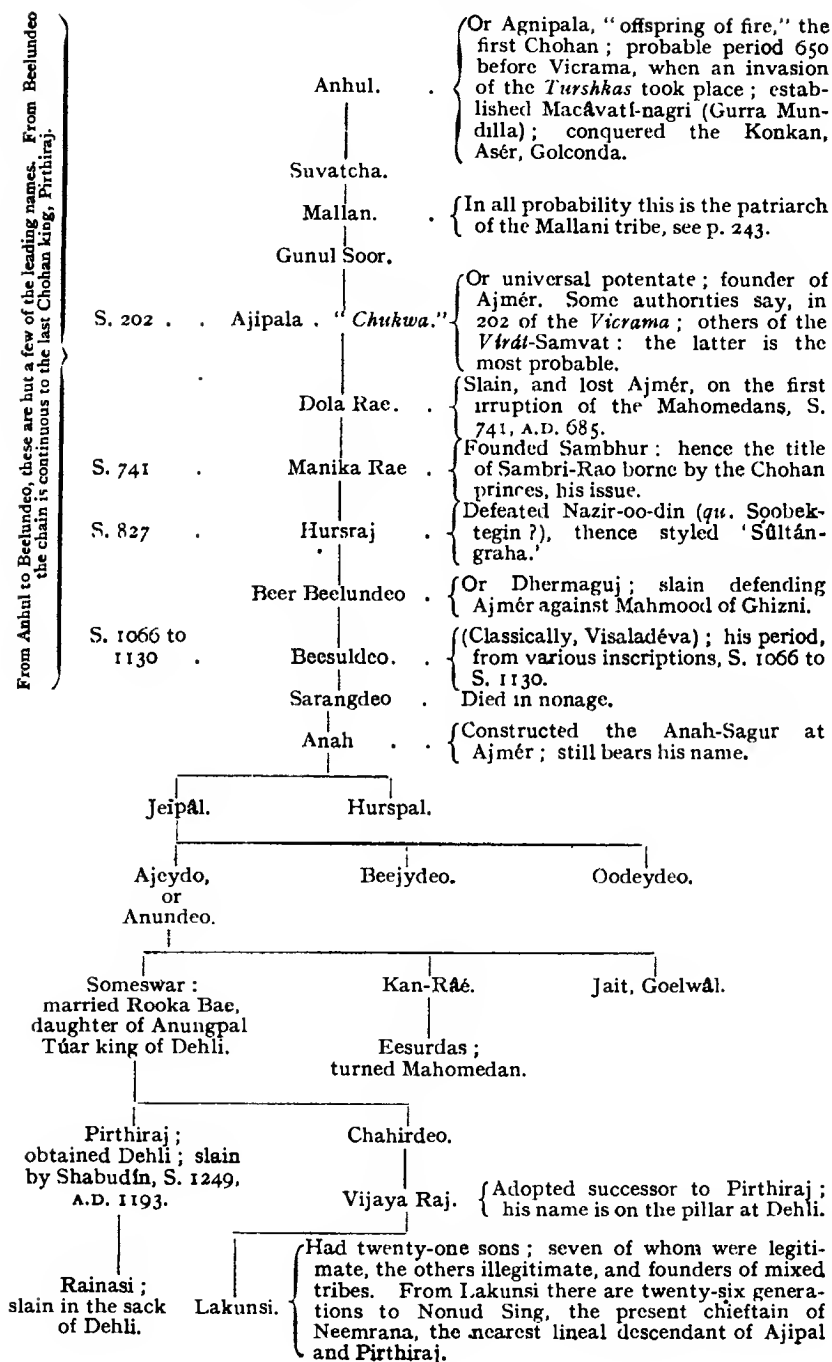 From Anhul to Beelundeo, these are but a few of the leading names. From Beelundeo
the chain is continuous to the last Chohan king, Pirthiraj.
Anhul.
Or Agnipala, “offspring of fire,” the
first Chohan ; probable period 650
before Vicrama, when an invasion
of the Turshkas took place ; estab-
lished Macâvatí-nagri (Gurra Mun-
dilla) ; conquered the Konkan,
Asér, Golconda.
Suvatcha.
Mallan. .
In all probability this is the patriarch
of the Mallani tribe, see p. 243.
Gunul Soor.
S. 202 . . Ajipala . “Chukwa.”
Or universal potentate ; founder of
Ajmér. Some authorities say, in
202 of the Vicrama ; others of the
Virât-Samvat : the latter is the
most probable.
Dola Rae. .
Slain, and lost Ajmér, on the first
irruption of the Mahomedans, S.
741, A.D. 685.
S. 741 . Manika Rae .
Founded Sambhur : hence the title
of Sambri-Rao borne by the Chohan
princes, his issue.
S. 827 . Hursraj .
Defeated Nazir-oo-din (qu. Soobek-
tegin ?), thence styled ‘Sûltán-
graha.’
Beer Beelundeo .
Or Dhermaguj ; slain defending
Ajmér against Mahmood of Ghizni.
S. 1066 to
1130 . Beesuldeo. .
(Classically, Visaladéva) ; his period,
from various inscriptions, S. 1066 to
S. 1130.
Sarangdeo . Died in nonage.
Anah . .
Constructed the Anah-Sagur at
Ajmér ; still bears his name.
Jeipâl. Hurspal.
Ajeydo, Beejydeo. Oodeydeo.
or
Anundeo.
Someswar : Kan-Râé. Jait, Goelwâl.
married Rooka Bae,
daughter of Anungpal
Túar king of Dehli.
Eesurdas ;
turned Mahomedan.
Pirthiraj ; Chahirdeo.
obtained Dehli ; slain
by Shabudín, S. 1249,
A.D. 1193.
Vijaya Raj.
Adopted successor to Pirthiraj ;
his name is on the pillar at Dehli.
Rainasi ;
slain in the sack
of Dehli.
Lakunsi.
Had twenty-one sons ; seven of whom were legiti-
mate, the others illegitimate, and founders of mixed
tribes. From Lakunsi there are twenty-six genera-
tions to Nonud Sing, the present chieftain of
Neemrana, the nearest lineal descendant of Ajipal
and Pirthiraj.